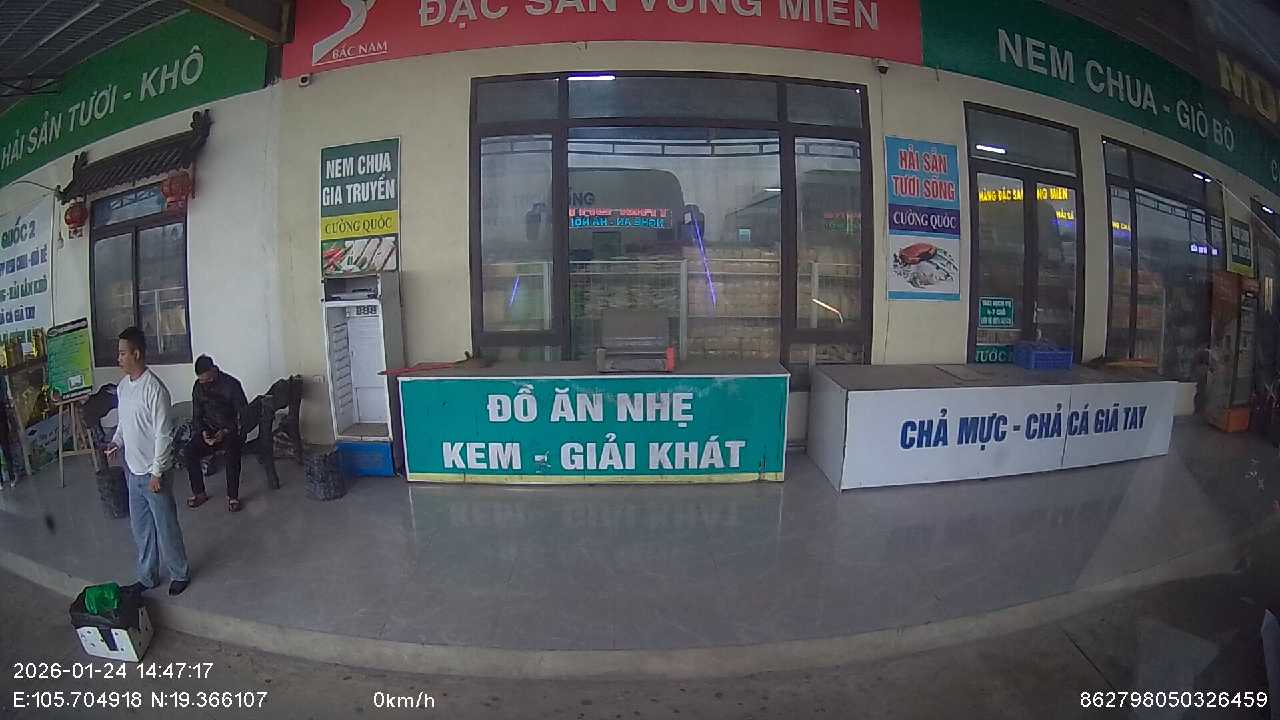 ĐẶC SẢN VÙNG MIỀN
BẮC NAM
HẢI SẢN TƯƠI - KHÔ
NEM CHUA - GIÒ BÒ
NEM CHUA
GIA TRUYỀN
CƯỜNG QUỐC
HẢI SẢN
TƯƠI SỐNG
CƯỜNG QUỐC
QUỐC 2
ĐỒ ĂN NHẸ
KEM - GIẢI KHÁT
CHẢ MỰC - CHẢ CÁ GIÃ TAY
2026-01-24 14:47:17
E:105.704918 N:19.366107
0km/h
862798050326459